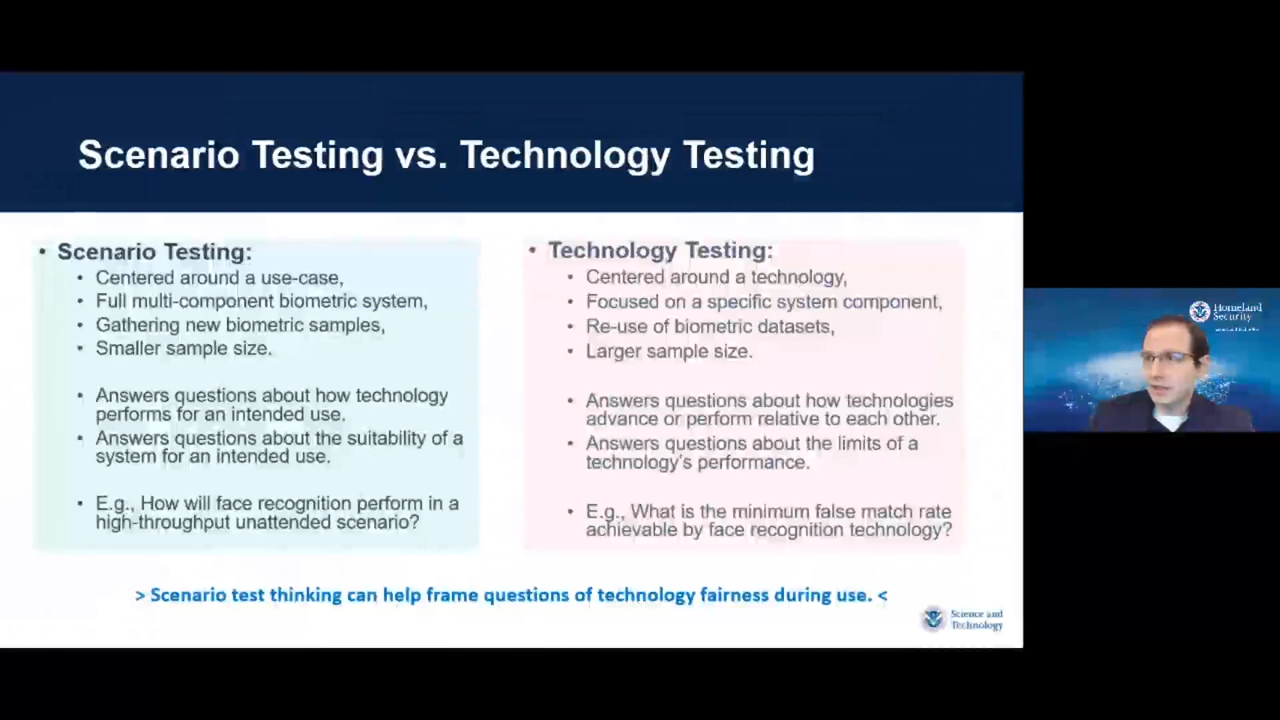 Scenario Testing vs. Technology Testing
• Scenario Testing:
• Centered around a use-case,
• Full multi-component biometric system,
• Gathering new biometric samples,
• Smaller sample size.
• Answers questions about how technology
performs for an intended use.
• Answers questions about the suitability of a
system for an intended use.
• E.g., How will face recognition perform in a
high-throughput unattended scenario?
• Technology Testing:
• Centered around a technology,
• Focused on a specific system component,
• Re-use of biometric datasets,
• Larger sample size.
• Answers questions about how technologies
advance or perform relative to each other.
• Answers questions about the limits of a
technology's performance.
• E.g., What is the minimum false match rate
achievable by face recognition technology?
> Scenario test thinking can help frame questions of technology fairness during use. <
Science and
Technology
Homeland
Security